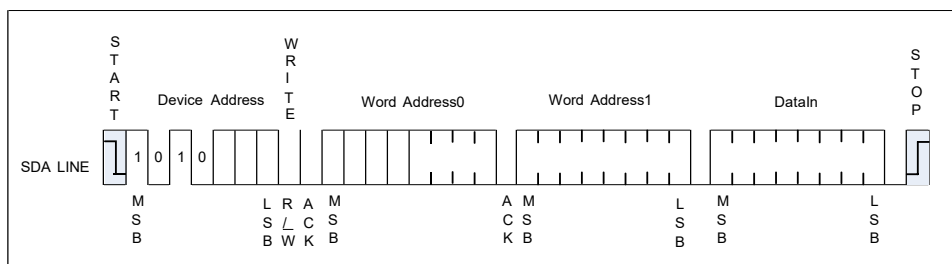 START
WRITE
STOP
Device Address
Word Address0
Word Address1
DataIn
SDA LINE
1 0 1 0
MSB
LSB
R/W
ACK
MSB
ACK
MSB
LSB
MSB
LSB